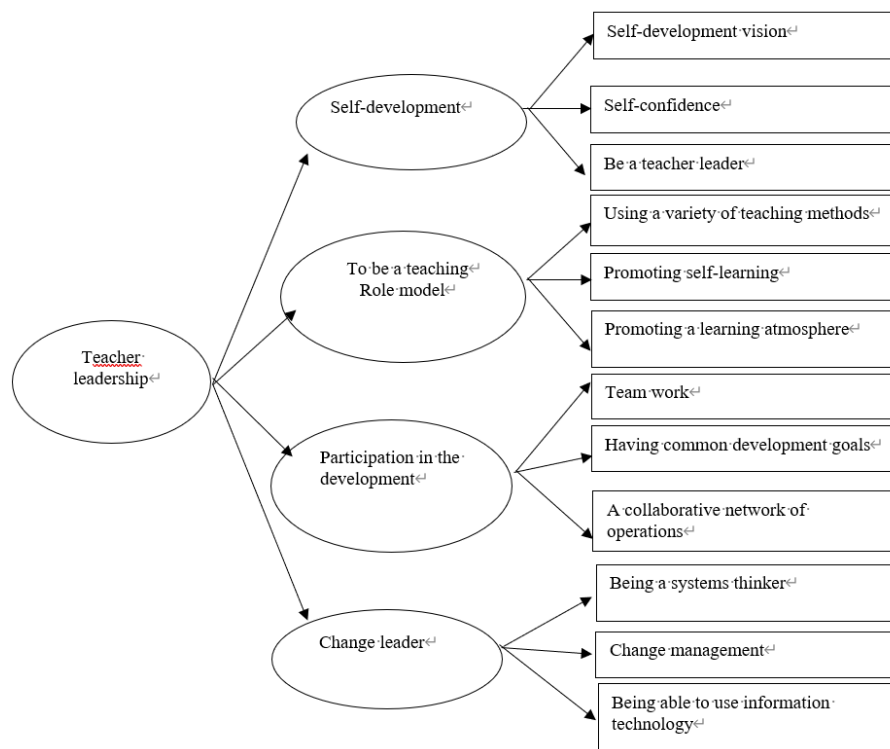 Teacher
leadership
Self-development
Self-development vision
Self-confidence
Be a teacher leader
To be a teaching
Role model
Using a variety of teaching methods
Promoting self-learning
Promoting a learning atmosphere
Participation in the
development
Team work
Having common development goals
A collaborative network of
operations
Change leader
Being a systems thinker
Change management
Being able to use information
technology